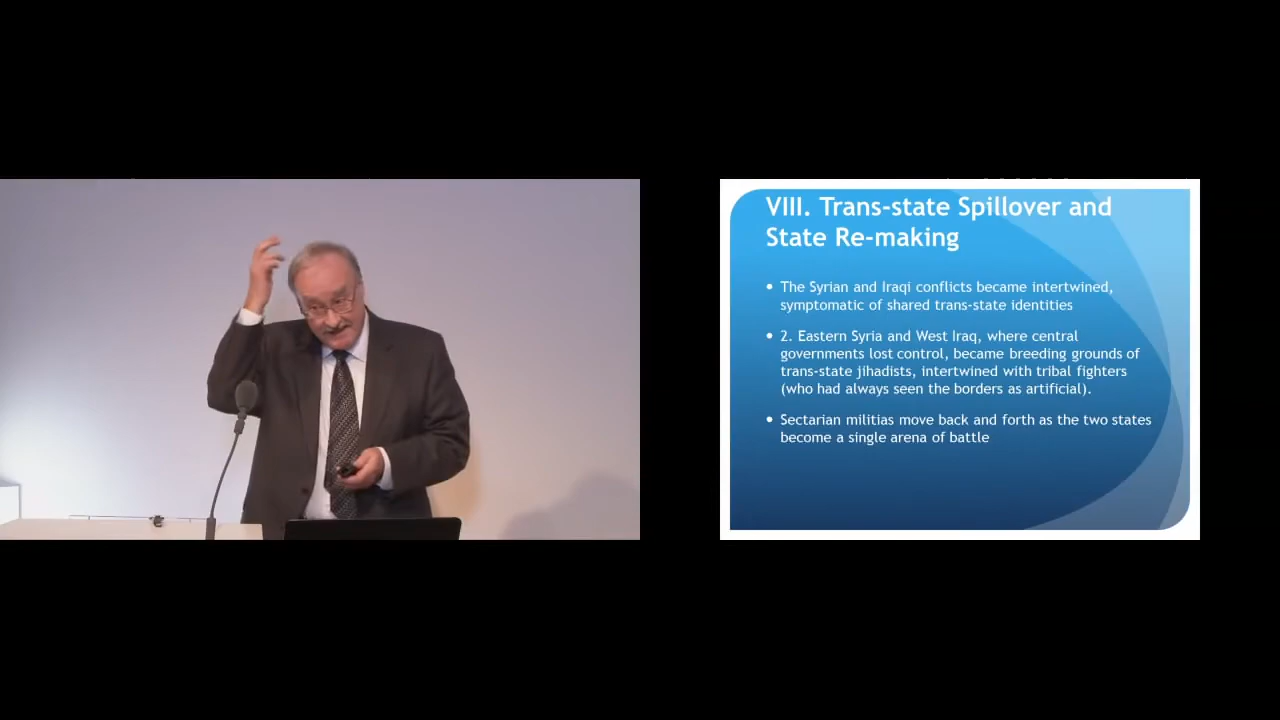 VIII. Trans-state Spillover and
State Re-making
• The Syrian and Iraqi conflicts became intertwined,
symptomatic of shared trans-state identities
• 2. Eastern Syria and West Iraq, where central
governments lost control, became breeding grounds of
trans-state jihadists, intertwined with tribal fighters
(who had always seen the borders as artificial).
• Sectarian militias move back and forth as the two states
become a single arena of battle